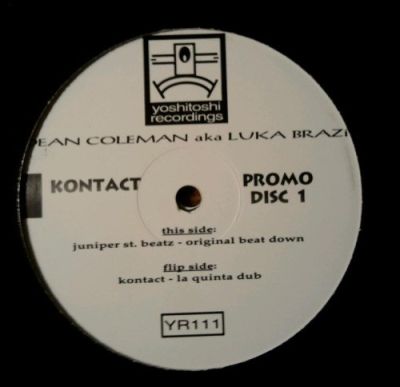 yoshitoshi
recordings
DEAN COLEMAN aka LUKA BRAZi
KONTACT
PROMO
DISC 1
this side:
juniper st. beatz - original beat down
flip side:
kontact - la quinta dub
YR111